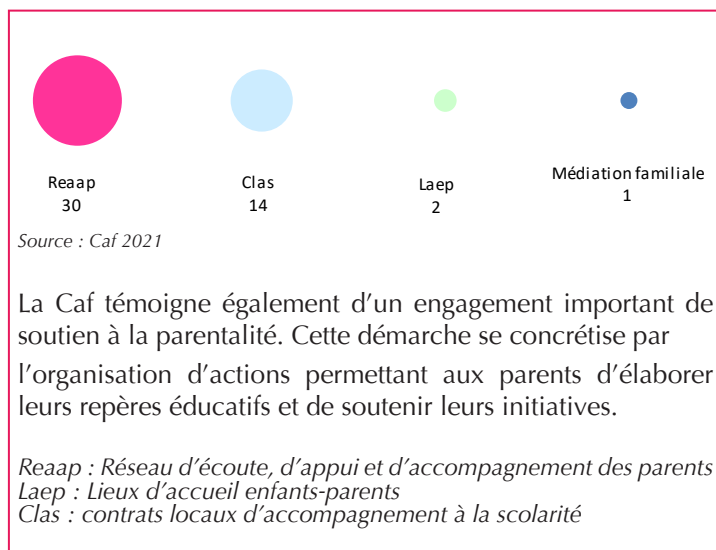 Reaap
30
Clas
14
Laep
2
Médiation familiale
1
Source : Caf 2021
La Caf témoigne également d’un engagement important de
soutien à la parentalité. Cette démarche se concrétise par
l’organisation d’actions permettant aux parents d’élaborer
leurs repères éducatifs et de soutenir leurs initiatives.
Reaap : Réseau d’écoute, d’appui et d’accompagnement des parents
Laep : Lieux d’accueil enfants-parents
Clas : contrats locaux d’accompagnement à la scolarité